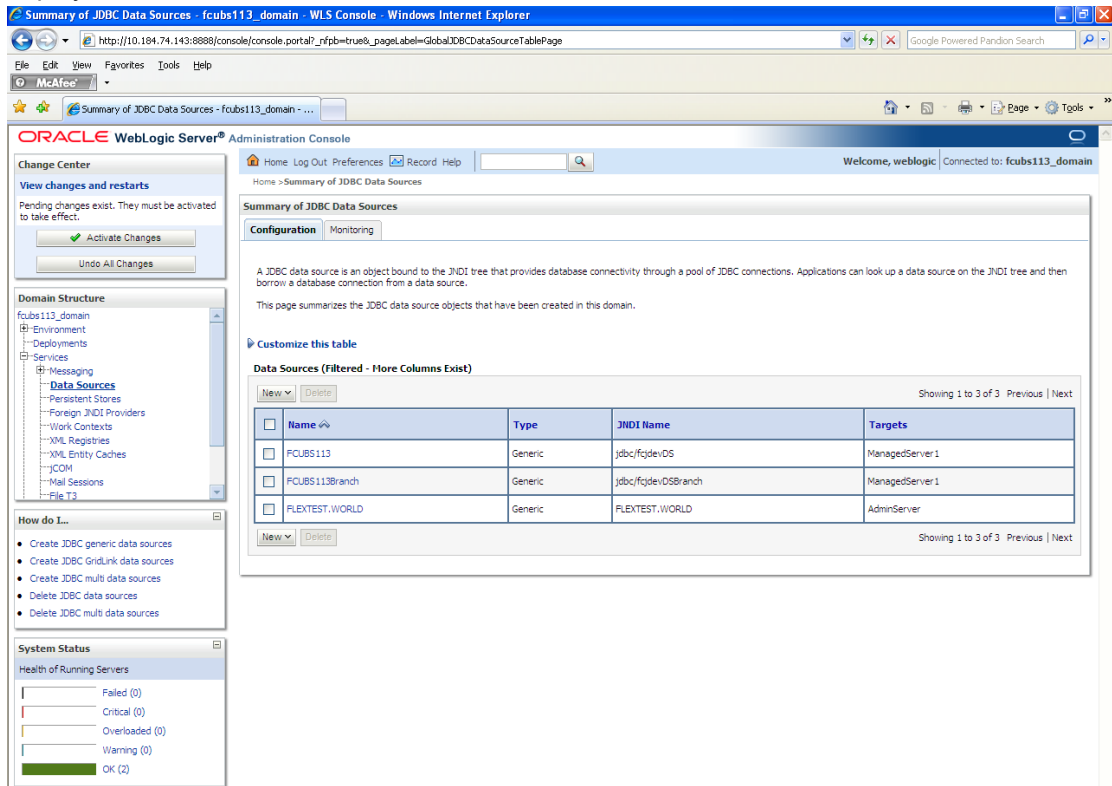 Summary of JDBC Data Sources - fcubs113_domain - WLS Console - Windows Internet Explorer
http://10.184.74.143:8888/console/console.portal?_nfpb=true&_pageLabel=GlobalJDBCDataSourceTablePage
Google Powered Pandion Search
File Edit View Favorites Tools Help
McAfee
Summary of JDBC Data Sources - fcubs113_domain - ...
Page Tools
ORACLE WebLogic Server® Administration Console
Change Center
View changes and restarts
Pending changes exist. They must be activated
to take effect.
Activate Changes
Undo All Changes
Domain Structure
fcubs113_domain
Environment
Deployments
Services
Messaging
Data Sources
Persistent Stores
Foreign JNDI Providers
Work Contexts
XML Registries
XML Entity Caches
jCOM
Mail Sessions
File T3
How do I...
Create JDBC generic data sources
Create JDBC GridLink data sources
Create JDBC multi data sources
Delete JDBC data sources
Delete JDBC multi data sources
System Status
Health of Running Servers
Failed (0)
Critical (0)
Overloaded (0)
Warning (0)
OK (2)
Home Log Out Preferences Record Help
Welcome, weblogic Connected to: fcubs113_domain
Home >Summary of JDBC Data Sources
Summary of JDBC Data Sources
Configuration Monitoring
A JDBC data source is an object bound to the JNDI tree that provides database connectivity through a pool of JDBC connections. Applications can look up a data source on the JNDI tree and then
borrow a database connection from a data source.
This page summarizes the JDBC data source objects that have been created in this domain.
Customize this table
Data Sources (Filtered - More Columns Exist)
New Delete Showing 1 to 3 of 3 Previous | Next
Name Type JNDI Name Targets
FCUBS113 Generic jdbc/fcjdevDS ManagedServer1
FCUBS113Branch Generic jdbc/fcjdevDSBranch ManagedServer1
FLEXTEST.WORLD Generic FLEXTEST.WORLD AdminServer
New Delete Showing 1 to 3 of 3 Previous | Next